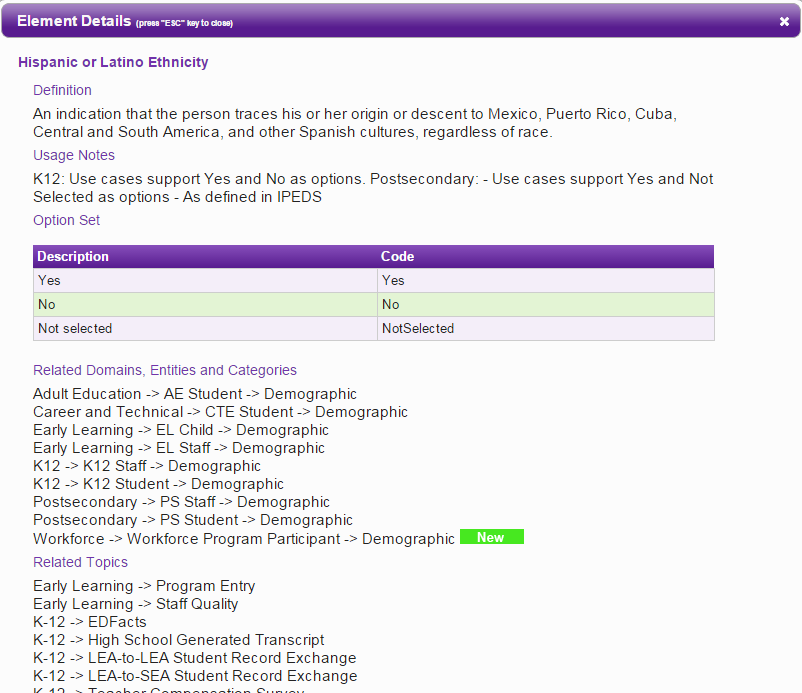 Element Details (press "ESC" key to close) ✖
Hispanic or Latino Ethnicity
Definition
An indication that the person traces his or her origin or descent to Mexico, Puerto Rico, Cuba,
Central and South America, and other Spanish cultures, regardless of race.
Usage Notes
K12: Use cases support Yes and No as options. Postsecondary: - Use cases support Yes and Not
Selected as options - As defined in IPEDS
Option Set
Description Code
Yes Yes
No No
Not selected NotSelected
Related Domains, Entities and Categories
Adult Education -> AE Student -> Demographic
Career and Technical -> CTE Student -> Demographic
Early Learning -> EL Child -> Demographic
Early Learning -> EL Staff -> Demographic
K12 -> K12 Staff -> Demographic
K12 -> K12 Student -> Demographic
Postsecondary -> PS Staff -> Demographic
Postsecondary -> PS Student -> Demographic
Workforce -> Workforce Program Participant -> Demographic New
Related Topics
Early Learning -> Program Entry
Early Learning -> Staff Quality
K-12 -> EDFacts
K-12 -> High School Generated Transcript
K-12 -> LEA-to-LEA Student Record Exchange
K-12 -> LEA-to-SEA Student Record Exchange
K-12 -> Teacher Compensation Survey